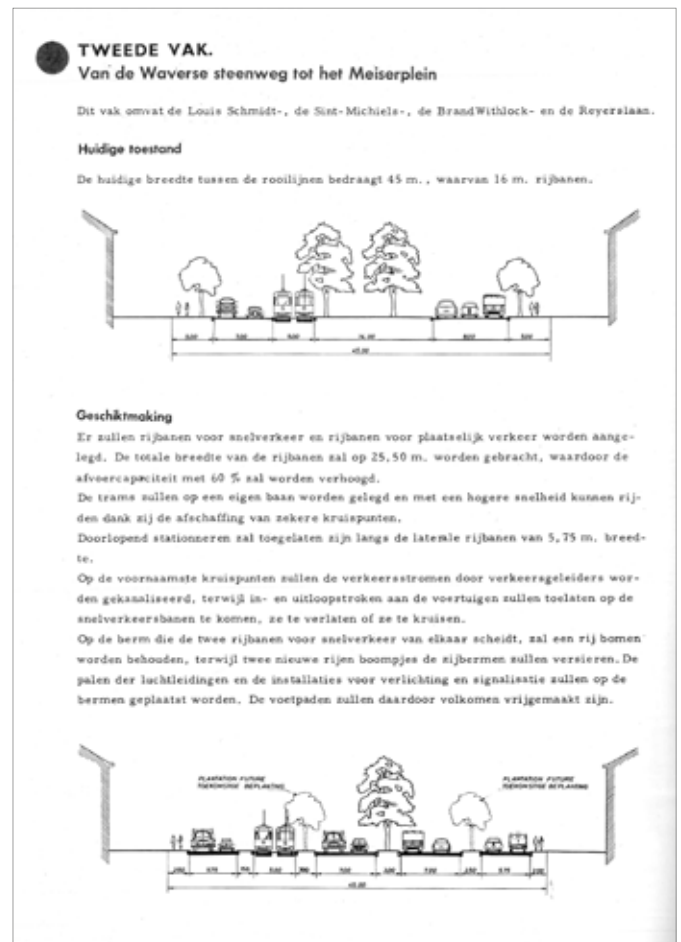 TWEEDE VAK.
Van de Waverse steenweg tot het Meiserplein
Dit vak omvat de Louis Schmidt-, de Sint-Michiels-, de BrandWithlock- en de Reyerslaan.
Huidige toestand
De huidige breedte tussen de rooilijnen bedraagt 45 m., waarvan 16 m. rijbanen.
14.00
45.00
Geschiktmaking
Er zullen rijbanen voor snelverkeer en rijbanen voor plaatselijk verkeer worden aange-
legd. De totale breedte van de rijbanen zal op 25,50 m. worden gebracht, waardoor de
afvoercapaciteit met 60 % zal worden verhoogd.
De trams zullen op een eigen baan worden gelegd en met een hogere snelheid kunnen rij-
den dank zij de afschaffing van zekere kruispunten.
Doorlopend stationneren zal toegelaten zijn langs de laterale rijbanen van 5,75 m. breed-
te.
Op de voornaamste kruispunten zullen de verkeersstromen door verkeersgeleiders wor-
den gekanaliseerd, terwijl in- en uitloopstroken aan de voertuigen zullen toelaten op de
snelverkeersbanen te komen, ze te verlaten of ze te kruisen.
Op de berm die de twee rijbanen voor snelverkeer van elkaar scheidt, zal een rij bomen
worden behouden, terwijl twee nieuwe rijen boompjes de zijbermen zullen versieren. De
palen der luchtleidingen en de installaties voor verlichting en signalisatie zullen op de
bermen geplaatst worden. De voetpaden zullen daardoor volkomen vrijgemaakt zijn.
PLANTATION FUTURE
TOEKOMSTIGE BEPLANTING
PLANTATION FUTURE
TOEKOMSTIGE BEPLANTING
45.00